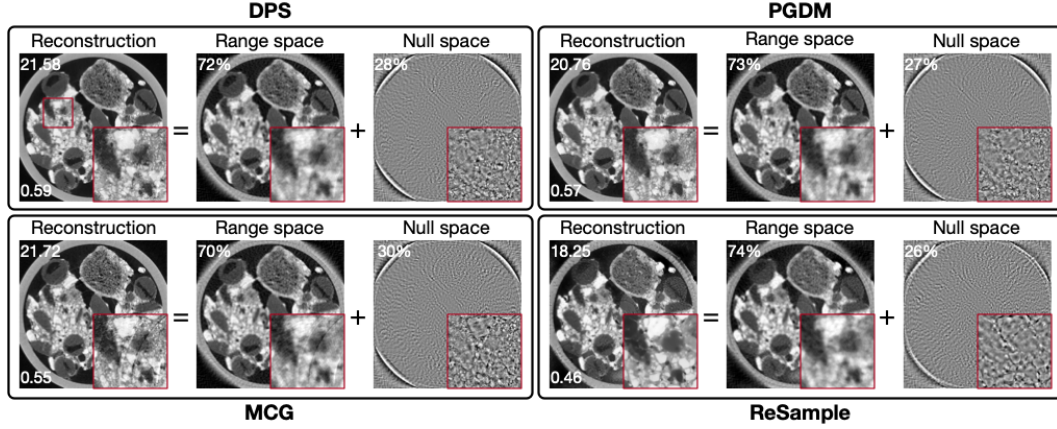 DPS
PGDM
Reconstruction Range space Null space
21.58 72% 28%
=
+
0.59
Reconstruction Range space Null space
20.76 73% 27%
=
+
0.57
Reconstruction Range space Null space
21.72 70% 30%
=
+
0.55
Reconstruction Range space Null space
18.25 74% 26%
=
+
0.46
MCG
ReSample